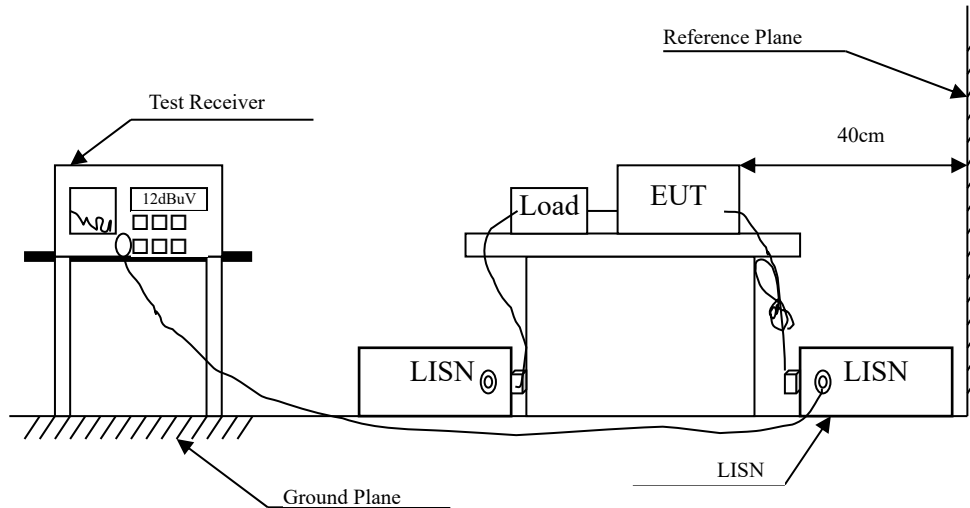 Reference Plane
Test Receiver
40cm
12dBuV
Load
EUT
LISN
LISN
LISN
Ground Plane